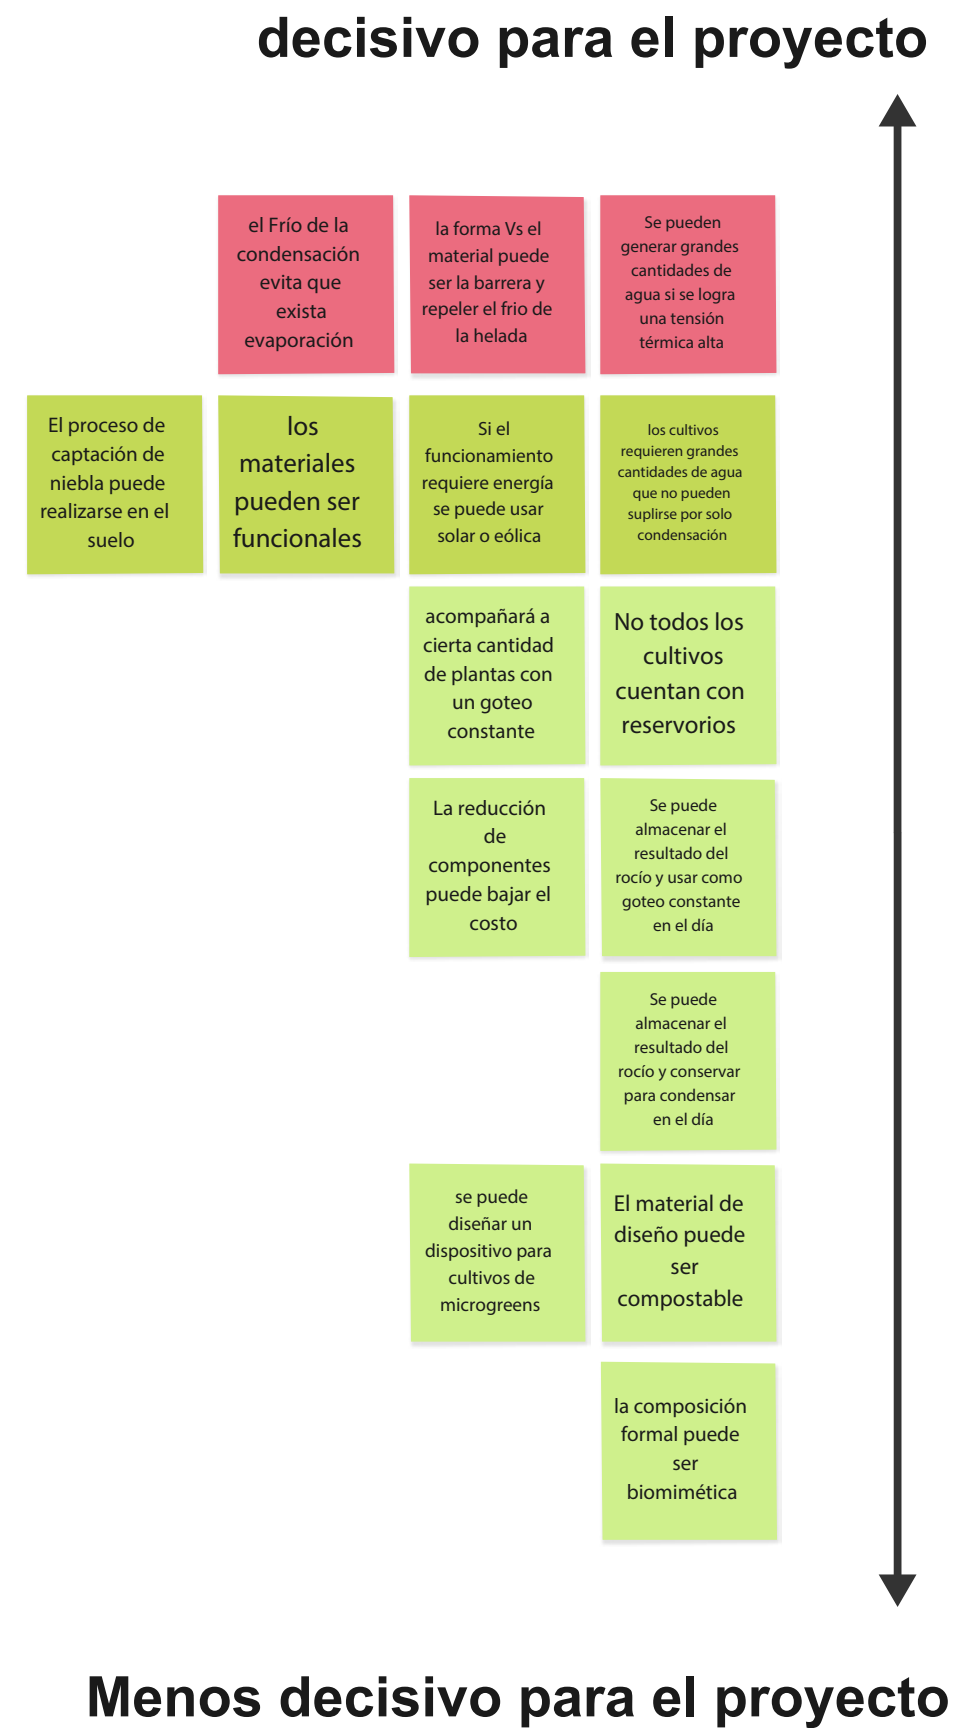 decisivo para el proyecto
el Frío de la
condensación
evita que
exista
evaporación
la forma Vs el
material puede
ser la barrera y
repeler el frio de
la helada
Se pueden
generar grandes
cantidades de
agua si se logra
una tensión
térmica alta
El proceso de
captación de
niebla puede
realizarse en el
suelo
los
materiales
pueden ser
funcionales
Si el
funcionamiento
requiere energía
se puede usar
solar o eólica
los cultivos
requieren grandes
cantidades de agua
que no pueden
suplirse por solo
condensación
acompañará a
cierta cantidad
de plantas con
un goteo
constante
No todos los
cultivos
cuentan con
reservorios
La reducción
de
componentes
puede bajar el
costo
Se puede
almacenar el
resultado del
rocío y usar como
goteo constante
en el día
Se puede
almacenar el
resultado del
rocío y conservar
para condensar
en el día
se puede
diseñar un
dispositivo para
cultivos de
microgreens
El material de
diseño puede
ser
compostable
la composición
formal puede
ser
biomimética
Menos decisivo para el proyecto